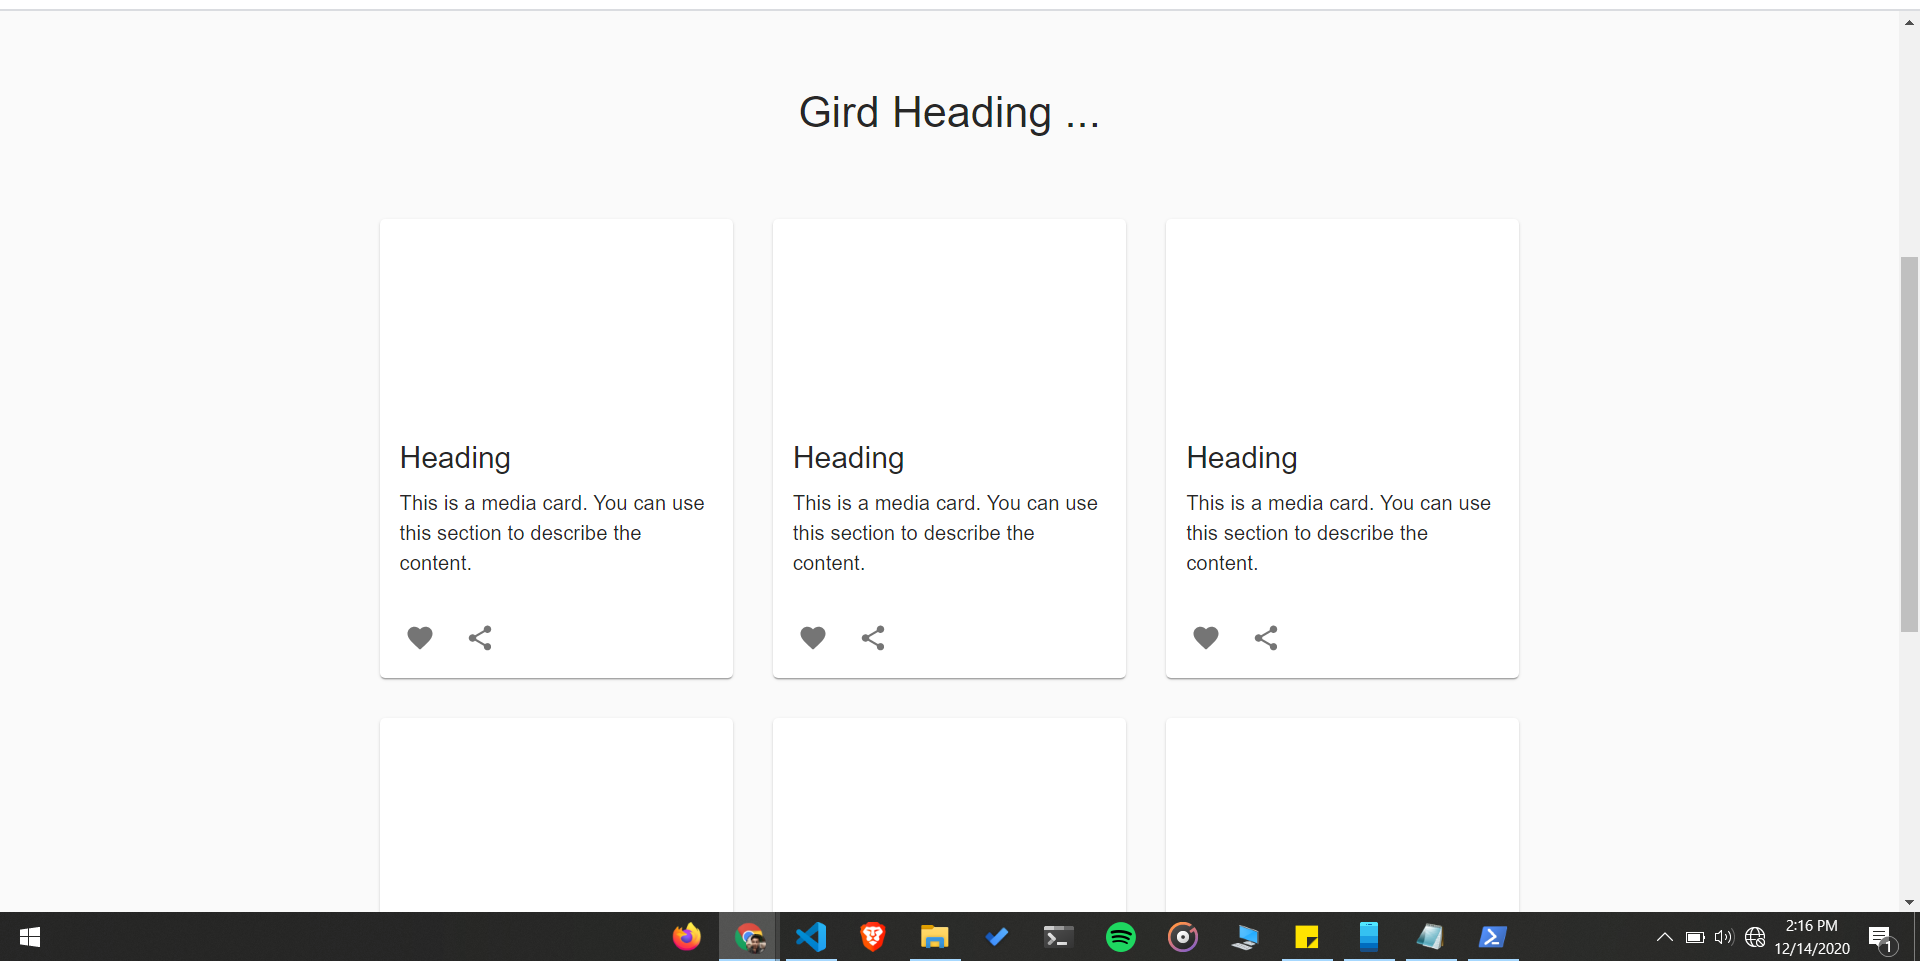 Gird Heading ...
Heading
This is a media card. You can use
this section to describe the
content.
Heading
This is a media card. You can use
this section to describe the
content.
Heading
This is a media card. You can use
this section to describe the
content.
2:16 PM
12/14/2020
1